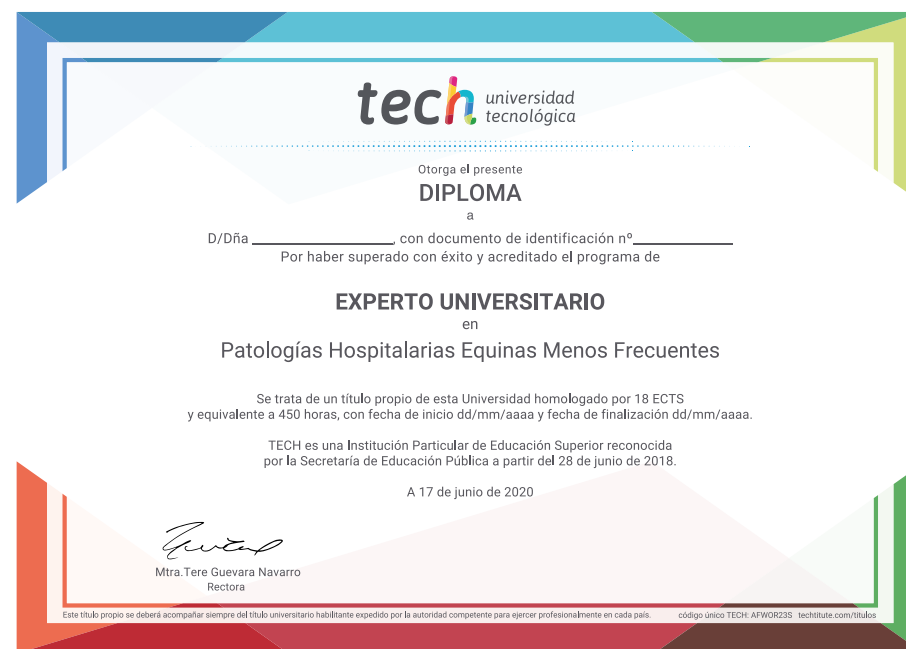 tech universidad
tecnológica
Otorga el presente
DIPLOMA
a
D/Dña ______________, con documento de identificación nº__________
Por haber superado con éxito y acreditado el programa de
EXPERTO UNIVERSITARIO
en
Patologías Hospitalarias Equinas Menos Frecuentes
Se trata de un título propio de esta Universidad homologado por 18 ECTS
y equivalente a 450 horas, con fecha de inicio dd/mm/aaaa y fecha de finalización dd/mm/aaaa.
TECH es una Institución Particular de Educación Superior reconocida
por la Secretaría de Educación Pública a partir del 28 de junio de 2018.
A 17 de junio de 2020
Mtra.Tere Guevara Navarro
Rectora
Este título propio se deberá acompañar siempre del título universitario habilitante expedido por la autoridad competente para ejercer profesionalmente en cada país. código único TECH: AFWOR23S techtitute.com/titulos